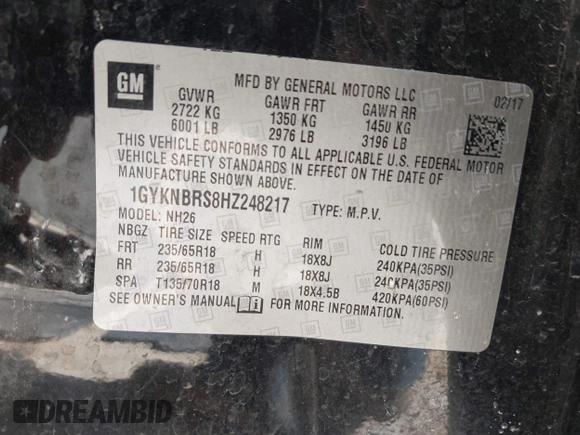 GM
®
MFD BY GENERAL MOTORS LLC
GVWR GAWR FRT GAWR RR 02/17
2722 KG 1350 KG 1450 KG
6001 LB 2976 LB 3196 LB
THIS VEHICLE CONFORMS TO ALL APPLICABLE U.S. FEDERAL MOTOR
VEHICLE SAFETY STANDARDS IN EFFECT ON THE DATE OF
MANUFACTURE SHOWN ABOVE.
1GYKNBRS8HZ248217 TYPE: M.P.V.
MODEL: NH26
NBGZ TIRE SIZE SPEED RTG RIM COLD TIRE PRESSURE
FRT 235/65R18 H 18X8J 240KPA(35PSI)
RR 235/65R18 H 18X8J 240KPA(35PSI)
SPA T135/70R18 M 18X4.5B 420KPA(60PSI)
SEE OWNER'S MANUAL FOR MORE INFORMATION.
DREAMBID